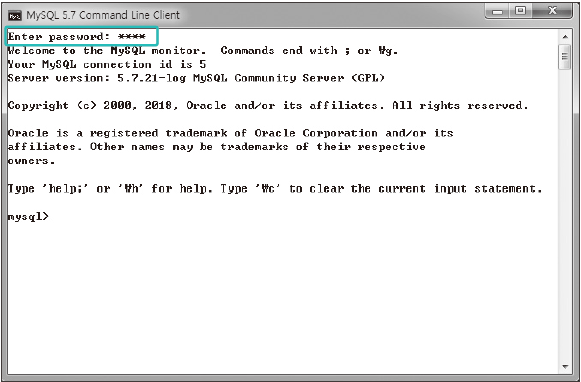 MySQL 5.7 Command Line Client
Enter password: ****
Welcome to the MySQL monitor.  Commands end with ; or ₩g.
Your MySQL connection id is 5
Server version: 5.7.21-log MySQL Community Server (GPL)
Copyright (c) 2000, 2018, Oracle and/or its affiliates. All rights reserved.
Oracle is a registered trademark of Oracle Corporation and/or its
affiliates. Other names may be trademarks of their respective
owners.
Type 'help;' or '₩h' for help. Type '₩c' to clear the current input statement.
mysql>